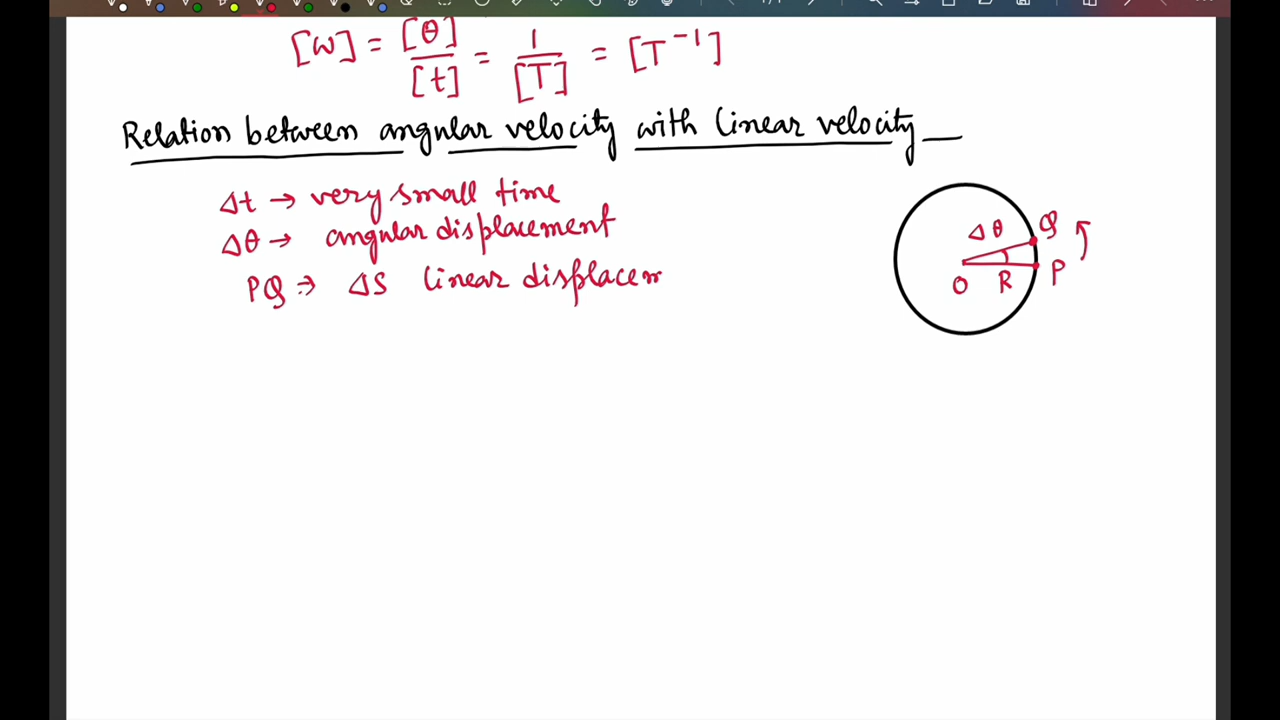 [ω] = [θ]/[t] = 1/[T] = [T⁻¹]
Relation between angular velocity with linear velocity —
Δt → very small time
Δθ → angular displacement
PQ → ΔS linear displacem
Δθ Q
O R P